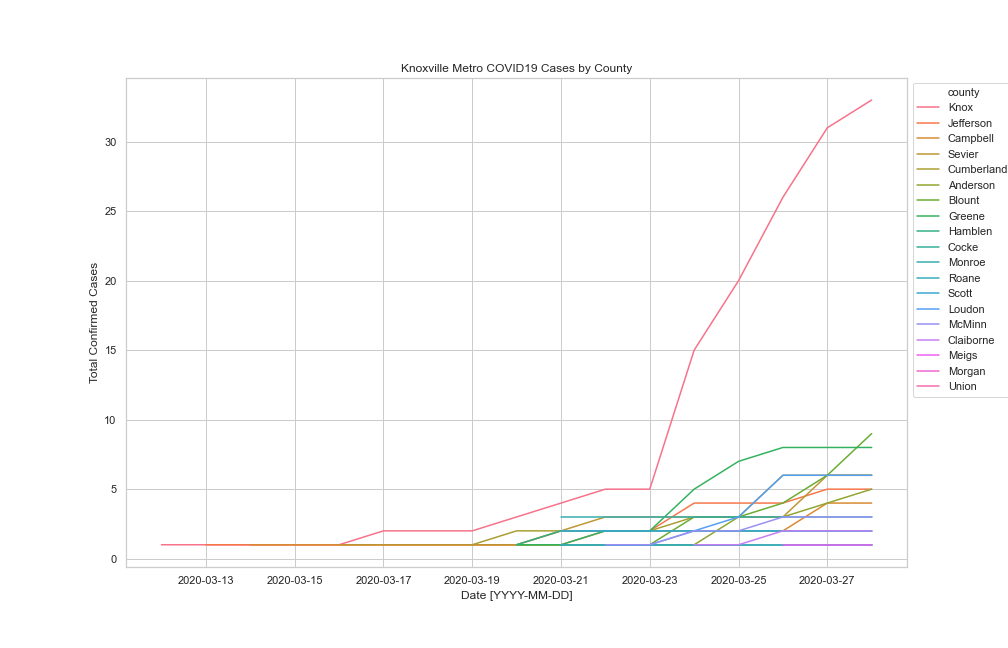 Knoxville Metro COVID19 Cases by County
county
Knox
Jefferson
Campbell
Sevier
Cumberland
Anderson
Blount
Greene
Hamblen
Cocke
Monroe
Roane
Scott
Loudon
McMinn
Claiborne
Meigs
Morgan
Union
Total Confirmed Cases
30
25
20
15
10
5
0
2020-03-13 2020-03-15 2020-03-17 2020-03-19 2020-03-21 2020-03-23 2020-03-25 2020-03-27
Date [YYYY-MM-DD]